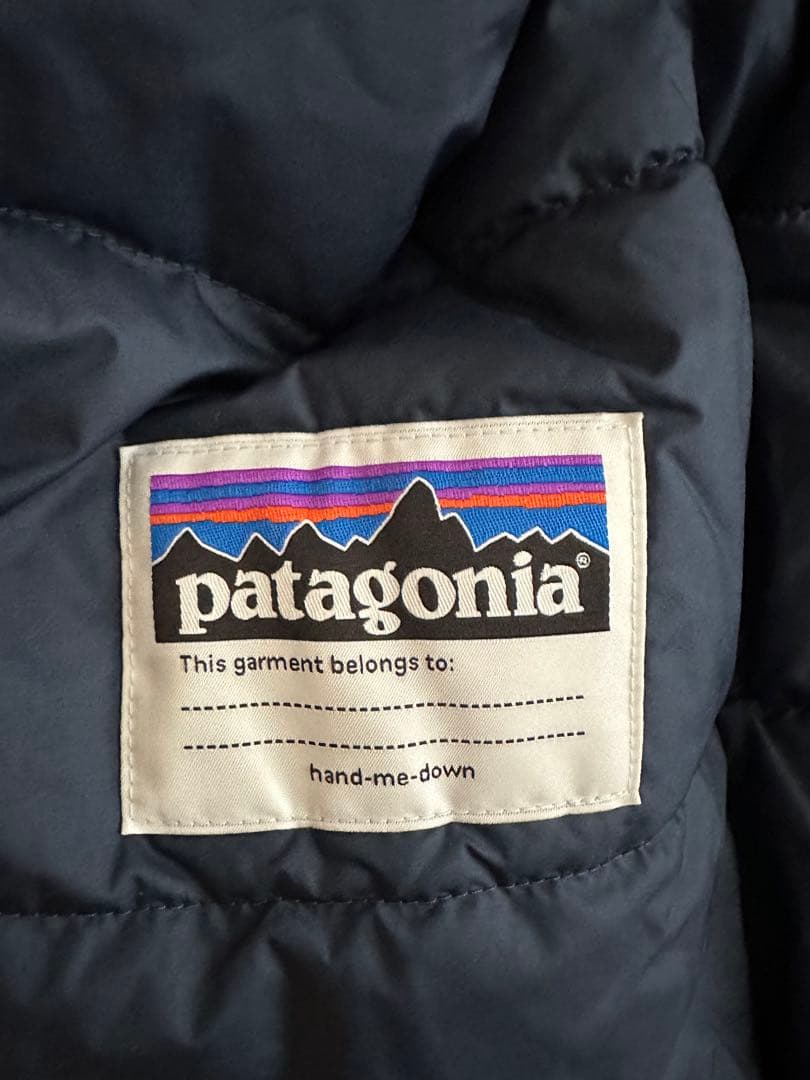 patagonia®
This garment belongs to:
hand-me-down